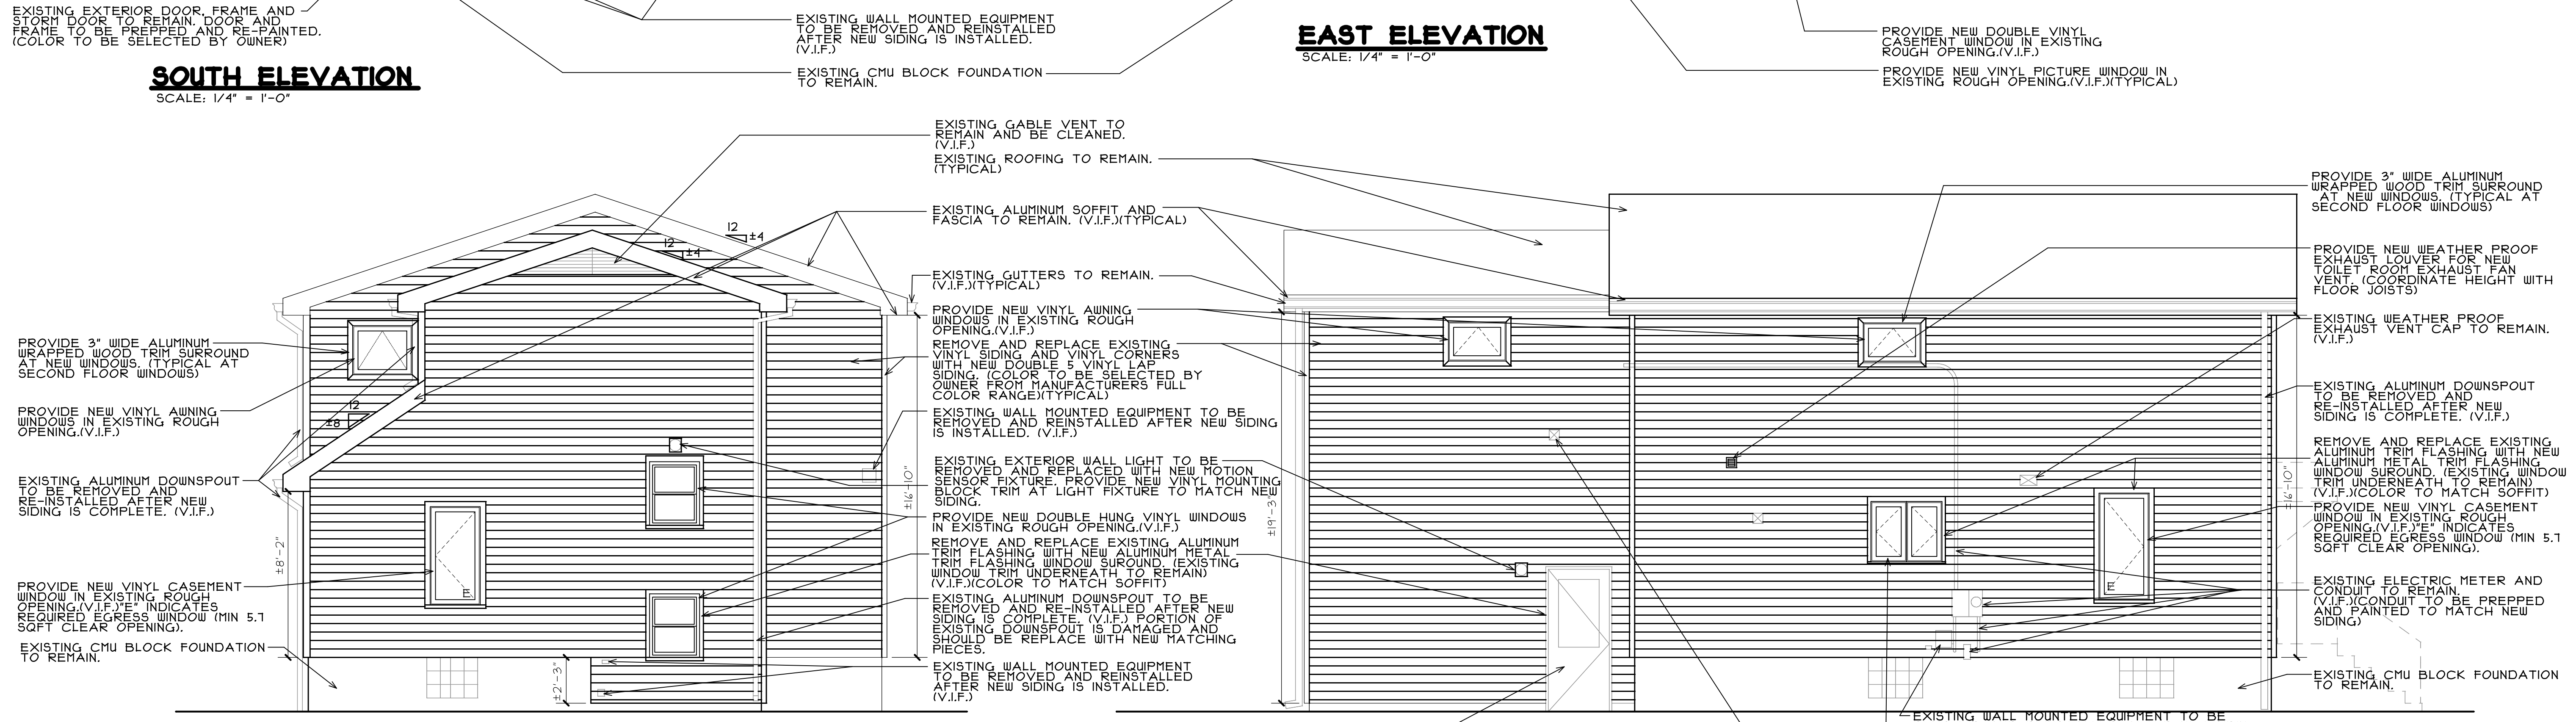 EXISTING EXTERIOR DOOR, FRAME AND
STORM DOOR TO REMAIN. DOOR AND
FRAME TO BE PREPPED AND RE-PAINTED.
(COLOR TO BE SELECTED BY OWNER)
SOUTH ELEVATION
SCALE: 1/4" = 1'-0"
EXISTING WALL MOUNTED EQUIPMENT
TO BE REMOVED AND REINSTALLED
AFTER NEW SIDING IS INSTALLED.
(V.I.F.)
EXISTING CMU BLOCK FOUNDATION
TO REMAIN.
EAST ELEVATION
SCALE: 1/4" = 1'-0"
PROVIDE NEW DOUBLE VINYL
CASEMENT WINDOW IN EXISTING
ROUGH OPENING.(V.I.F.)
PROVIDE NEW VINYL PICTURE WINDOW IN
EXISTING ROUGH OPENING.(V.I.F.)(TYPICAL)
PROVIDE 3" WIDE ALUMINUM
WRAPPED WOOD TRIM SURROUND
AT NEW WINDOWS. (TYPICAL AT
SECOND FLOOR WINDOWS)
PROVIDE NEW VINYL AWNING
WINDOWS IN EXISTING ROUGH
OPENING.(V.I.F.)
EXISTING ALUMINUM DOWNSPOUT
TO BE REMOVED AND
RE-INSTALLED AFTER NEW
SIDING IS COMPLETE. (V.I.F.)
PROVIDE NEW VINYL CASEMENT
WINDOW IN EXISTING ROUGH
OPENING.(V.I.F.)"E" INDICATES
REQUIRED EGRESS WINDOW (MIN 5.7
SQFT CLEAR OPENING).
EXISTING CMU BLOCK FOUNDATION
TO REMAIN.
12
±4
12
±4
12
±8
E
±8'-2"
±2'-3"
±16'-10"
EXISTING GABLE VENT TO
REMAIN AND BE CLEANED.
(V.I.F.)
EXISTING ROOFING TO REMAIN.
(TYPICAL)
EXISTING ALUMINUM SOFFIT AND
FASCIA TO REMAIN. (V.I.F.)(TYPICAL)
EXISTING GUTTERS TO REMAIN.
(V.I.F.)(TYPICAL)
PROVIDE NEW VINYL AWNING
WINDOWS IN EXISTING ROUGH
OPENING.(V.I.F.)
REMOVE AND REPLACE EXISTING
VINYL SIDING AND VINYL CORNERS
WITH NEW DOUBLE 5 VINYL LAP
SIDING. (COLOR TO BE SELECTED BY
OWNER FROM MANUFACTURERS FULL
COLOR RANGE)(TYPICAL)
EXISTING WALL MOUNTED EQUIPMENT TO BE
REMOVED AND REINSTALLED AFTER NEW SIDING
IS INSTALLED. (V.I.F.)
EXISTING EXTERIOR WALL LIGHT TO BE
REMOVED AND REPLACED WITH NEW MOTION
SENSOR FIXTURE. PROVIDE NEW VINYL MOUNTING
BLOCK TRIM AT LIGHT FIXTURE TO MATCH NEW
SIDING.
PROVIDE NEW DOUBLE HUNG VINYL WINDOWS
IN EXISTING ROUGH OPENING.(V.I.F.)
REMOVE AND REPLACE EXISTING ALUMINUM
TRIM FLASHING WITH NEW ALUMINUM METAL
TRIM FLASHING WINDOW SUROUND. (EXISTING
WINDOW TRIM UNDERNEATH TO REMAIN)
(V.I.F.)(COLOR TO MATCH SOFFIT)
EXISTING ALUMINUM DOWNSPOUT TO BE
REMOVED AND RE-INSTALLED AFTER NEW
SIDING IS COMPLETE. (V.I.F.) PORTION OF
EXISTING DOWNSPOUT IS DAMAGED AND
SHOULD BE REPLACE WITH NEW MATCHING
PIECES.
EXISTING WALL MOUNTED EQUIPMENT
TO BE REMOVED AND REINSTALLED
AFTER NEW SIDING IS INSTALLED.
(V.I.F.)
±19'-3"
E
±16'-10"
PROVIDE 3" WIDE ALUMINUM
WRAPPED WOOD TRIM SURROUND
AT NEW WINDOWS. (TYPICAL AT
SECOND FLOOR WINDOWS)
PROVIDE NEW WEATHER PROOF
EXHAUST LOUVER FOR NEW
TOILET ROOM EXHAUST FAN
VENT. (COORDINATE HEIGHT WITH
FLOOR JOISTS)
EXISTING WEATHER PROOF
EXHAUST VENT CAP TO REMAIN.
(V.I.F.)
EXISTING ALUMINUM DOWNSPOUT
TO BE REMOVED AND
RE-INSTALLED AFTER NEW
SIDING IS COMPLETE. (V.I.F.)
REMOVE AND REPLACE EXISTING
ALUMINUM TRIM FLASHING WITH NEW
ALUMINUM METAL TRIM FLASHING
WINDOW SUROUND. (EXISTING WINDOW
TRIM UNDERNEATH TO REMAIN)
(V.I.F.)(COLOR TO MATCH SOFFIT)
PROVIDE NEW VINYL CASEMENT
WINDOW IN EXISTING ROUGH
OPENING.(V.I.F.)"E" INDICATES
REQUIRED EGRESS WINDOW (MIN 5.7
SQFT CLEAR OPENING).
EXISTING ELECTRIC METER AND
CONDUIT TO REMAIN.
(V.I.F.)(CONDUIT TO BE PREPPED
AND PAINTED TO MATCH NEW
SIDING)
EXISTING CMU BLOCK FOUNDATION
TO REMAIN.
EXISTING WALL MOUNTED EQUIPMENT TO BE